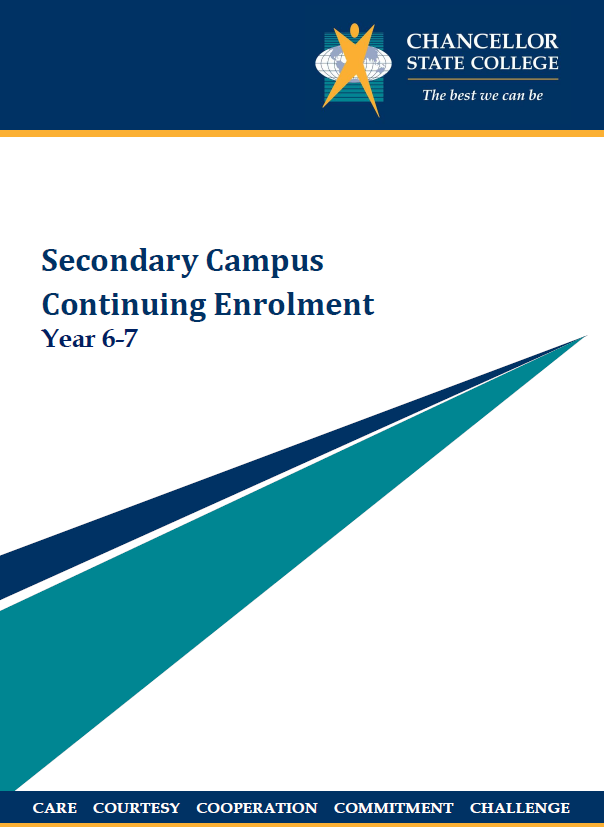 CHANCELLOR
STATE COLLEGE
The best we can be
Secondary Campus
Continuing Enrolment
Year 6-7
CARE COURTESY COOPERATION COMMITMENT CHALLENGE